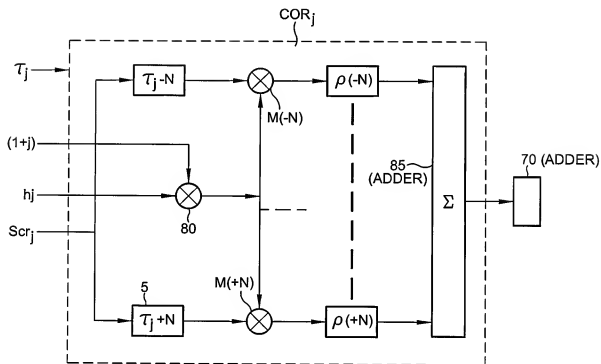 CORj
τj
τj-N
ρ(-N)
M(-N)
(1+j)
85
(ADDER)
70 (ADDER)
hj
80
Σ
Scrj
M(+N)
5
τj+N
ρ(+N)